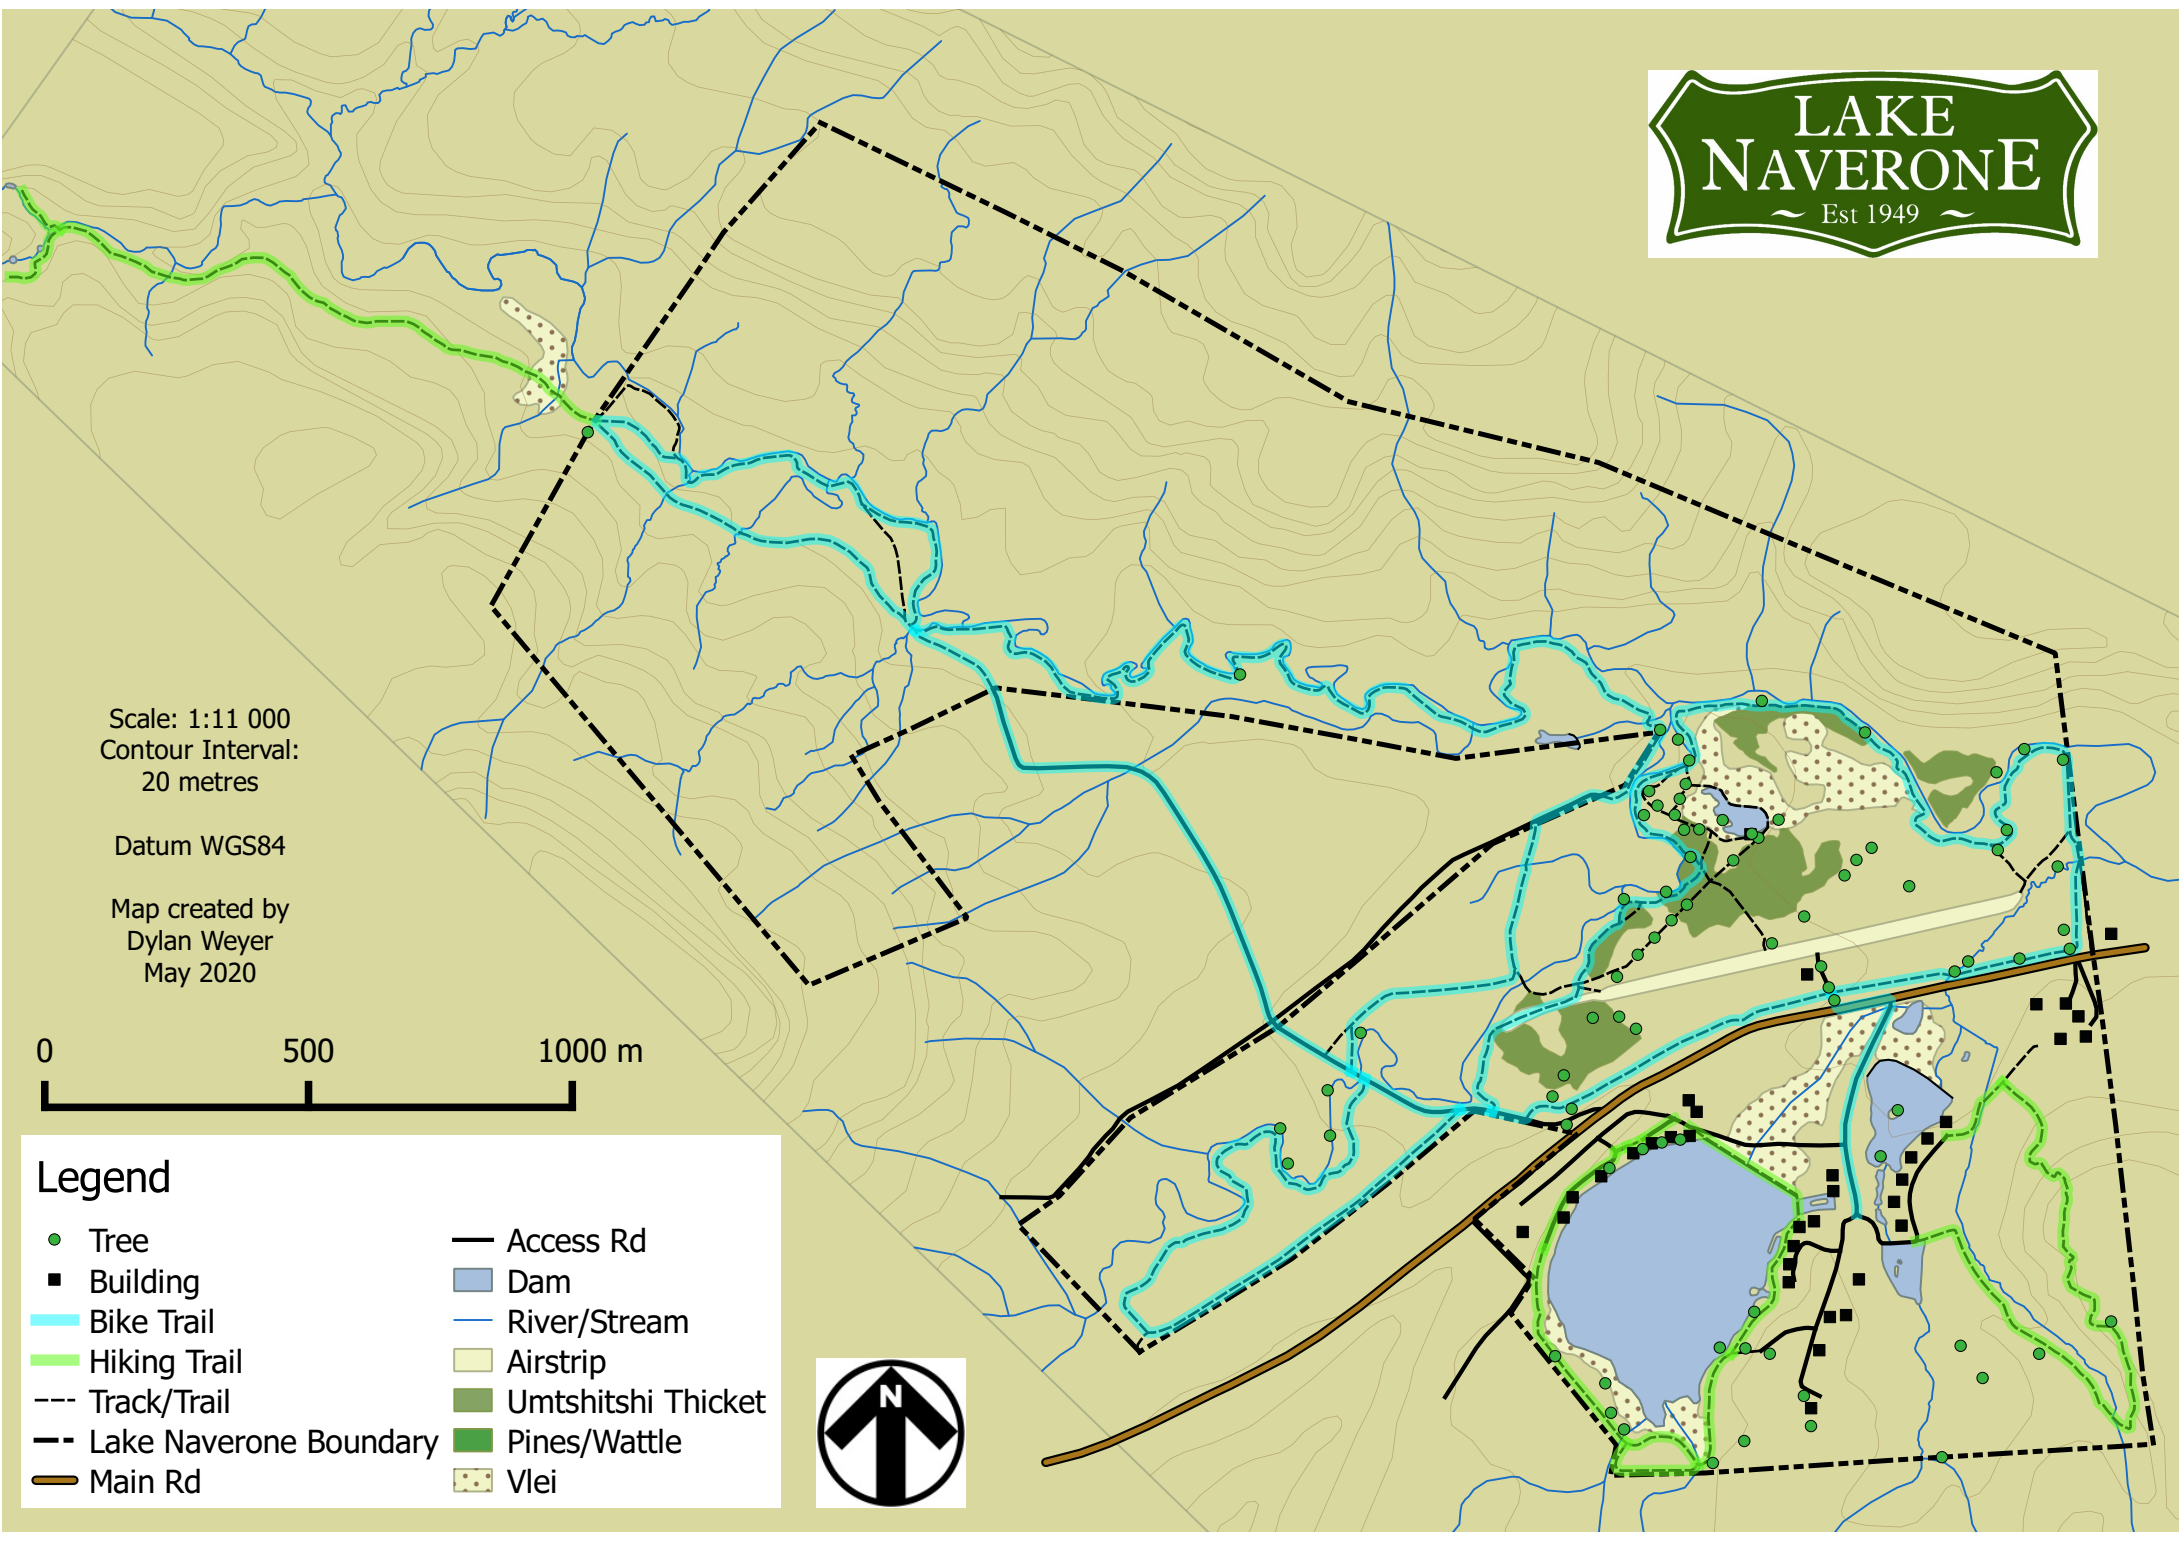 LAKE
NAVERONE
Est 1949
Scale: 1:11 000
Contour Interval:
20 metres
Datum WGS84
Map created by
Dylan Weyer
May 2020
0 500 1000 m
Legend
Tree
Building
Bike Trail
Hiking Trail
Track/Trail
Lake Naverone Boundary
Main Rd
Access Rd
Dam
River/Stream
Airstrip
Umtshitshi Thicket
Pines/Wattle
Vlei
N